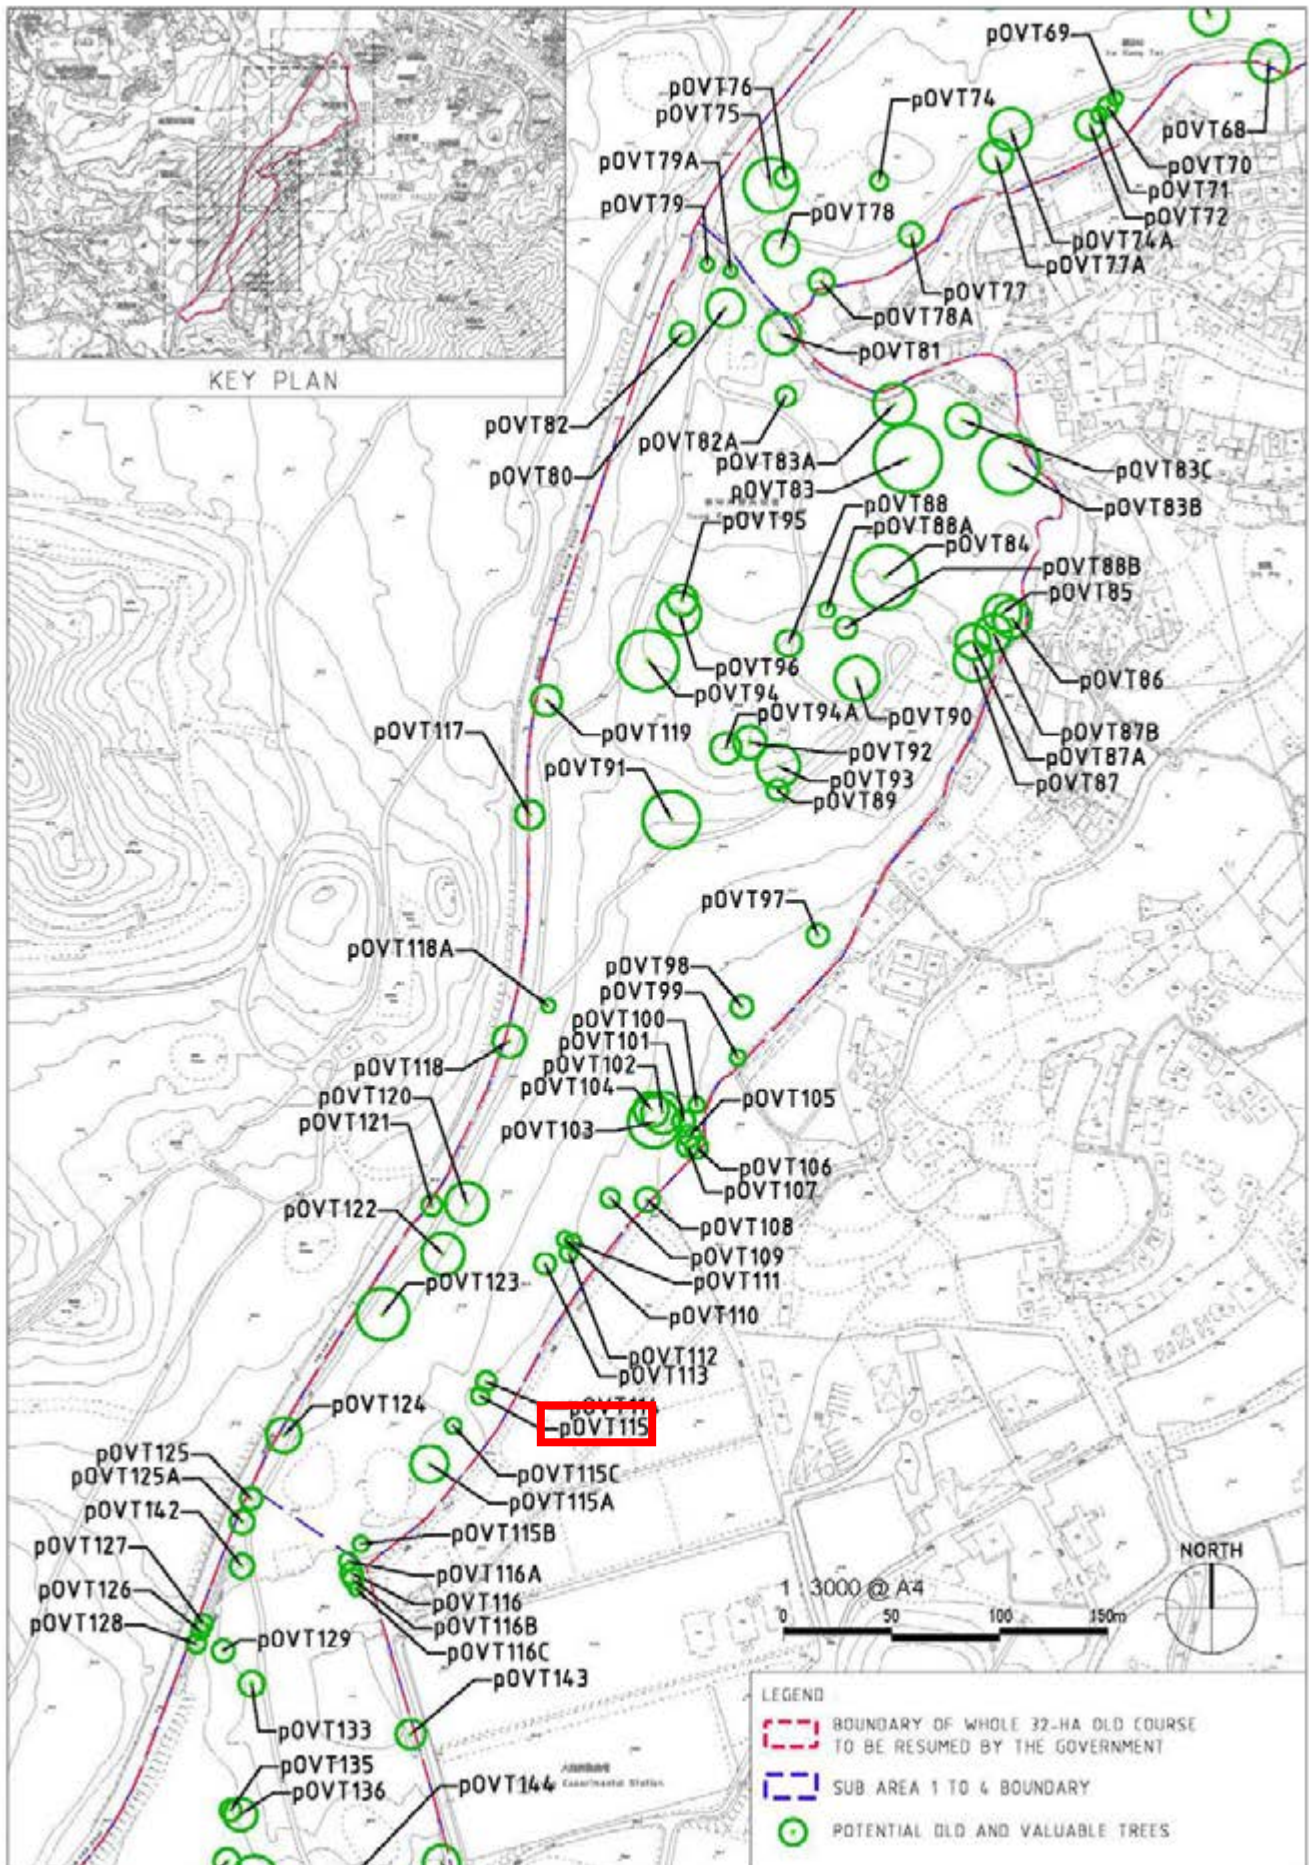 KEY PLAN
pOVT69
pOVT76
pOVT75
pOVT74
pOVT68
pOVT79A
pOVT70
pOVT71
pOVT79
pOVT78
pOVT72
pOVT74A
pOVT77A
pOVT77
pOVT78A
pOVT81
pOVT82
pOVT82A
pOVT83A
pOVT80
pOVT83
pOVT83C
pOVT88
pOVT83B
pOVT95
pOVT88A
pOVT84
pOVT88B
pOVT85
pOVT96
pOVT86
pOVT94
pOVT94A
pOVT90
pOVT117
pOVT119
pOVT87B
pOVT92
pOVT87A
pOVT91
pOVT93
pOVT87
pOVT89
pOVT97
pOVT118A
pOVT98
pOVT99
pOVT100
pOVT101
pOVT118
pOVT102
pOVT104
pOVT120
pOVT105
pOVT121
pOVT103
pOVT106
pOVT107
pOVT122
pOVT108
pOVT109
pOVT123
pOVT111
pOVT110
pOVT112
pOVT113
pOVT124
pOVT114
pOVT115
pOVT125
pOVT115C
pOVT125A
pOVT115A
pOVT142
pOVT115B
pOVT127
NORTH
pOVT116A
pOVT126
1 : 3000 @ A4
pOVT116
pOVT128
0 50 100 150m
pOVT116B
pOVT129
pOVT116C
pOVT143
LEGEND
BOUNDARY OF WHOLE 32-HA OLD COURSE
TO BE RESUMED BY THE GOVERNMENT
pOVT133
pOVT135
pOVT136
pOVT144
Experimental Station
SUB AREA 1 TO 4 BOUNDARY
POTENTIAL OLD AND VALUABLE TREES